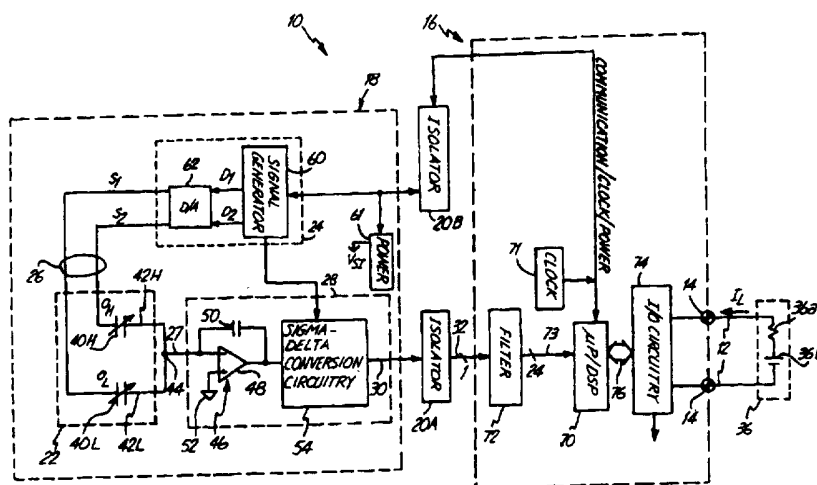 10
16
18
ISOLATOR
20B
COMMUNICATION/CLOCK/POWER
62
60
S1
S2
D/A
D1
D2
SIGNAL GENERATOR
24
61
POWER
26
28
71
CLOCK
74
I/O CIRCUITRY
14
IL
36a
12
36b
14
36
42H
27
40H
44
40L
42L
22
50
48
52
46
SIGMA-DELTA CONVERSION CIRCUITRY
30
54
ISOLATOR
20A
32
1
FILTER
72
73
24
μP/DSP
70
76